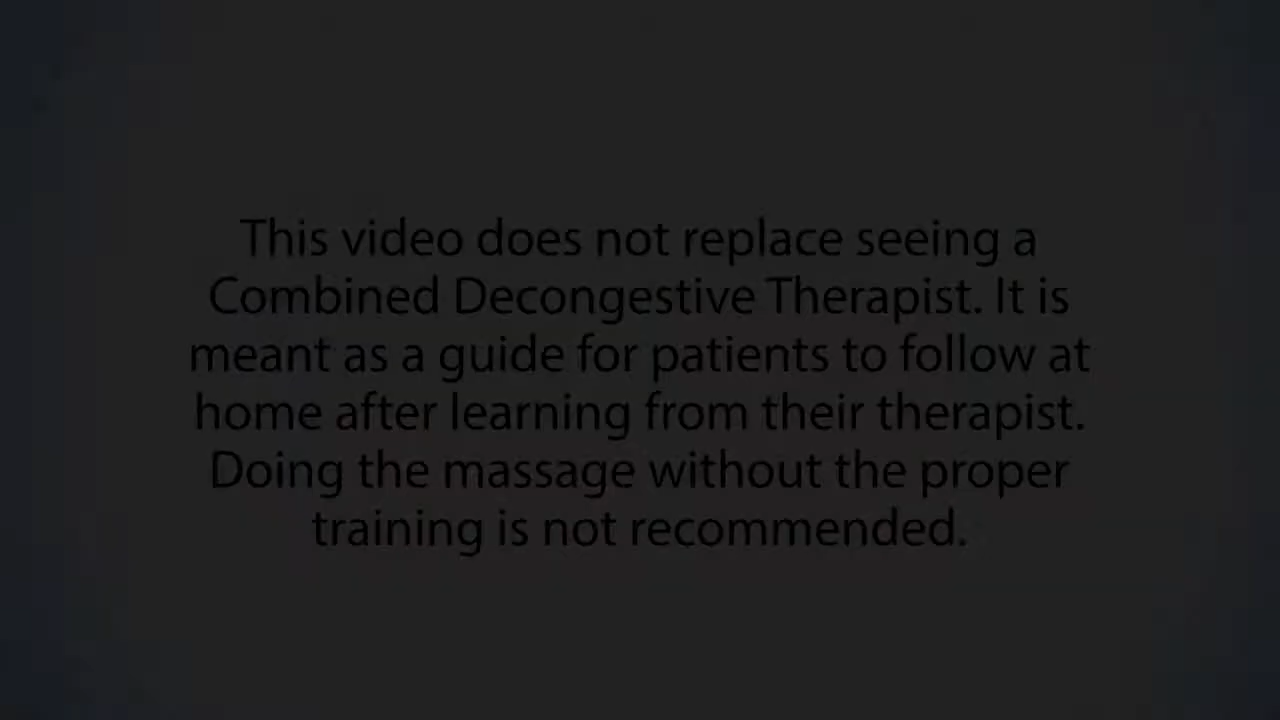 This video does not replace seeing a
Combined Decongestive Therapist. It is
meant as a guide for patients to follow at
home after learning from their therapist.
Doing the massage without the proper
training is not recommended.